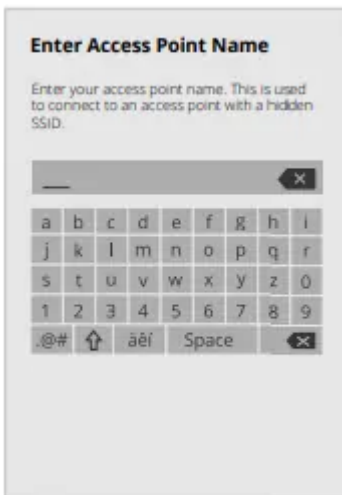 Enter Access Point Name
Enter your access point name. This is used
to connect to an access point with a hidden
SSID.
a b c d e f g h i
j k l m n o p q r
s t u v w x y z 0
1 2 3 4 5 6 7 8 9
.@# äêí Space